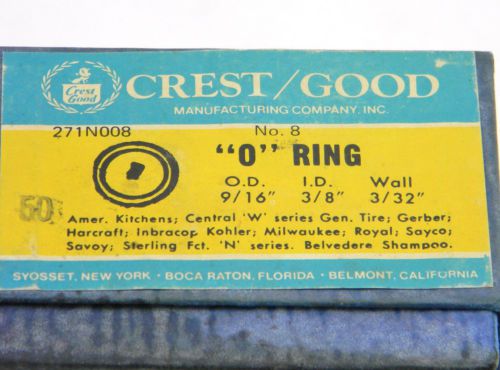 Crest
Good
CREST/GOOD
MANUFACTURING COMPANY, INC.
271N008
No. 8
"O" RING
O.D. I.D. Wall
9/16" 3/8" 3/32"
50
Amer. Kitchens; Central 'W' series Gen. Tire; Gerber;
Harcraft; Inbracop Kohler; Milwaukee; Royal; Sayco;
Savoy; Sterling Fct. 'N' series. Belvedere Shampoo.
SYOSSET, NEW YORK • BOCA RATON, FLORIDA • BELMONT, CALIFORNIA